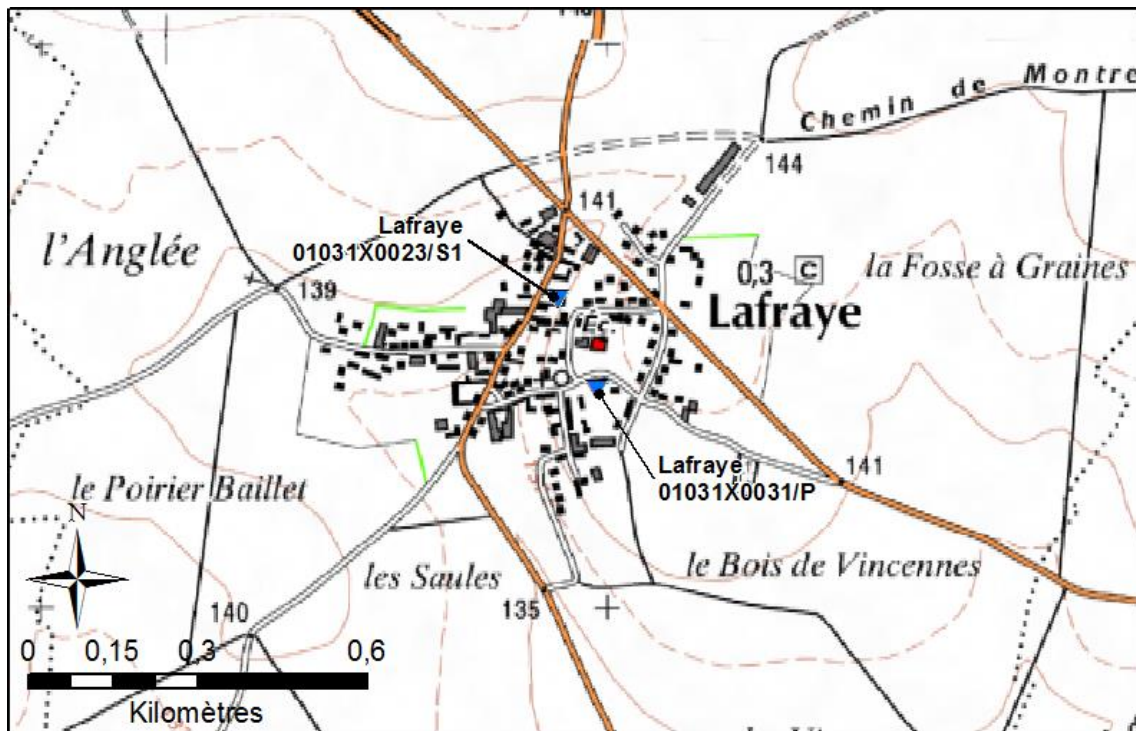 Chemin de Montre
144
141
Lafraye
01031X0023/S1
l'Anglée
139
0,3 C
la Fosse à Graines
Lafraye
Éc.
Lafraye
01031X0031/P
141
le Poirier Baillet
N
les Saules
le Bois de Vincennes
135
140
0 0,15 0,3 0,6
Kilomètres